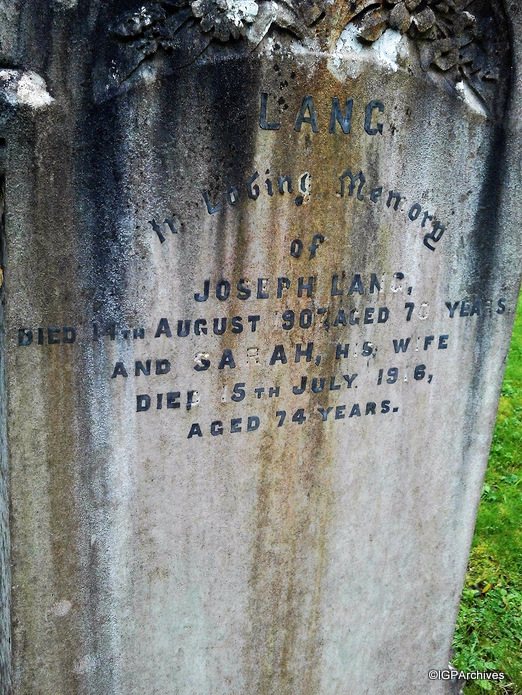 LANG
In Loving Memory
of
JOSEPH LANG,
DIED 14TH AUGUST 1907, AGED YEARS
AND SARAH, HIS WIFE
DIED 15TH JULY, 1916,
AGED 74 YEARS.
©IGPArchives